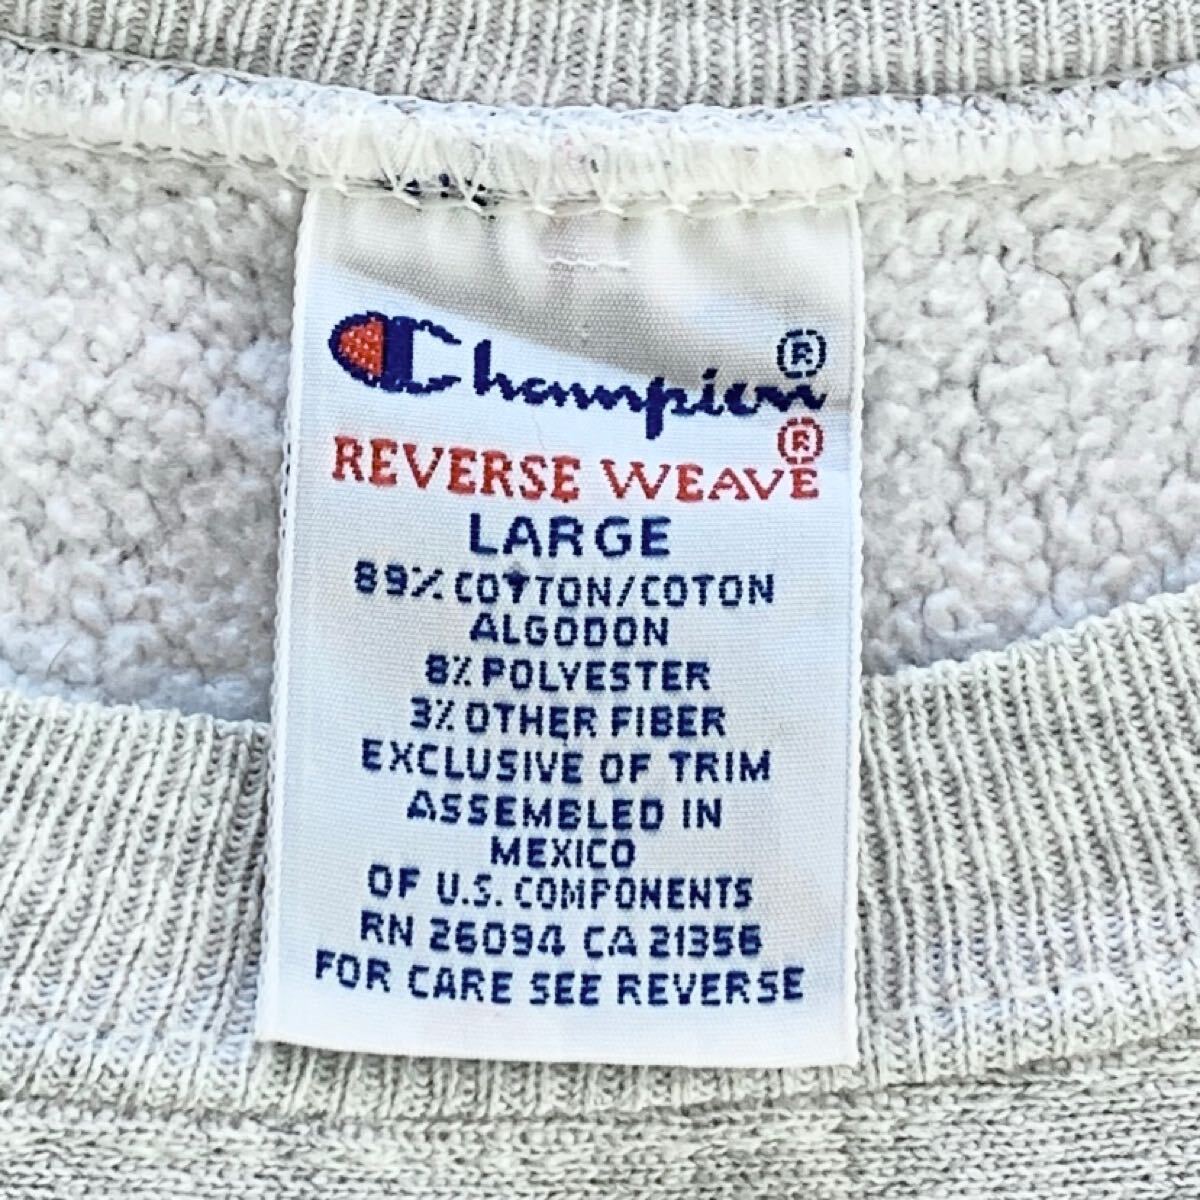 Champion®
REVERSE WEAVE®
LARGE
89% COTTON/COTON
ALGODON
8% POLYESTER
3% OTHER FIBER
EXCLUSIVE OF TRIM
ASSEMBLED IN
MEXICO
OF U.S. COMPONENTS
RN 26094 CA 21356
FOR CARE SEE REVERSE